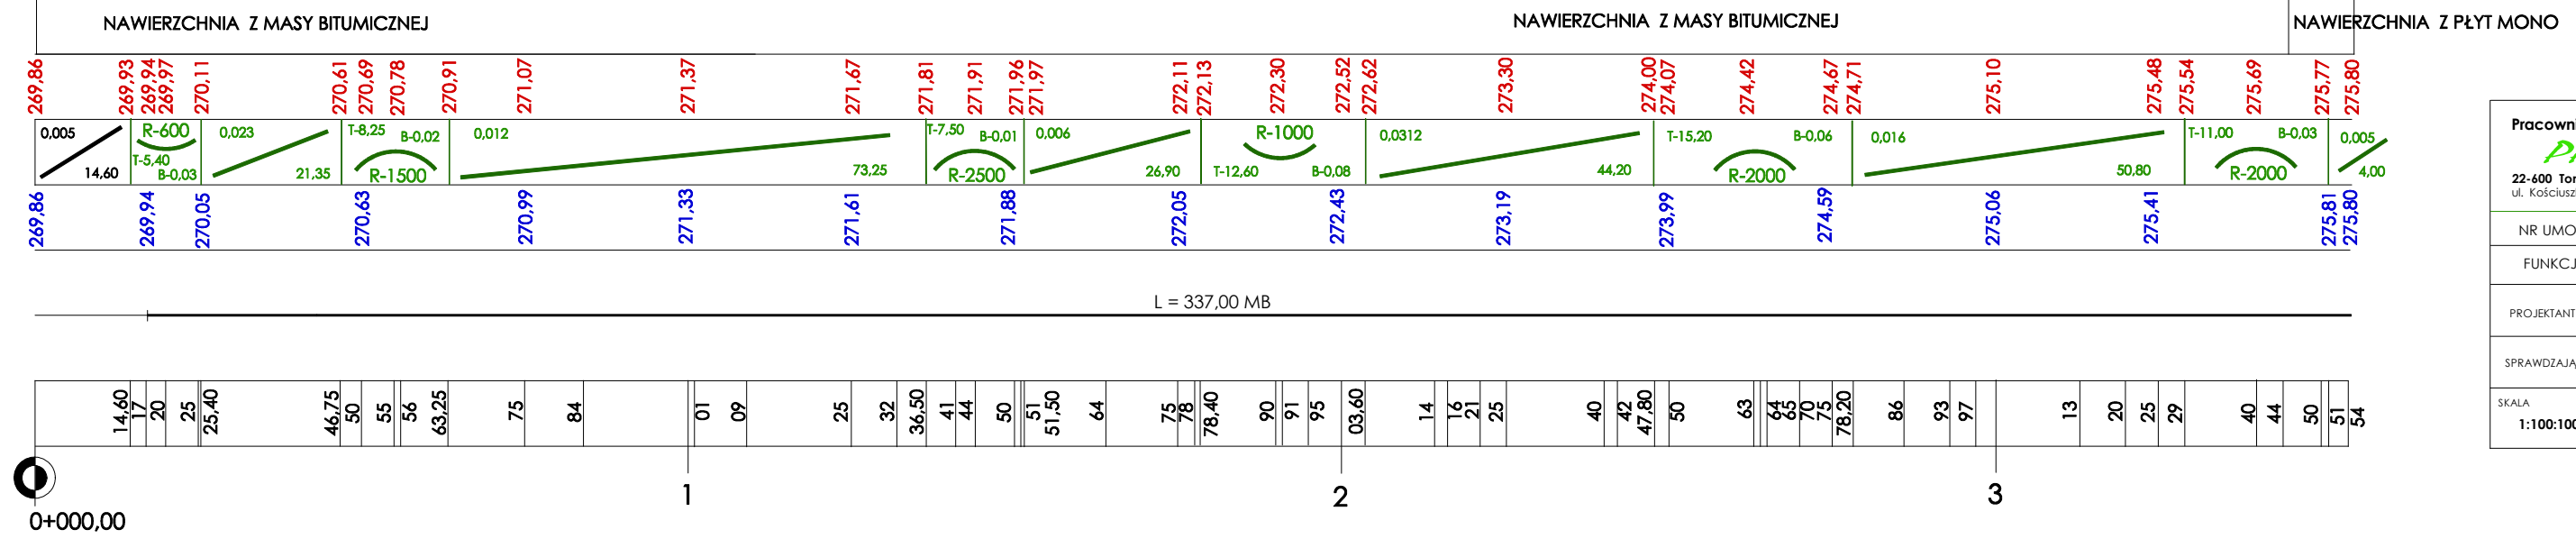 NAWIERZCHNIA Z MASY BITUMICZNEJ NAWIERZCHNIA Z MASY BITUMICZNEJ NAWIERZCHNIA Z PŁYT MONO
269,86 269,93 269,94 269,97 270,11 270,61 270,69 270,78 270,91 271,07 271,37 271,67 271,81 271,91 271,96 271,97 272,11 272,13 272,30 272,52 272,62 273,30 274,00 274,07 274,42 274,67 274,71 275,10 275,48 275,54 275,69 275,77 275,80
0,005 R-600 0,023 T-8,25 B-0,02 0,012 T-7,50 B-0,01 0,006 R-1000 0,0312 T-15,20 B-0,06 0,016 T-11,00 B-0,03 0,005
14,60 T-5,40 B-0,03 21,35 R-1500 73,25 R-2500 26,90 T-12,60 B-0,08 44,20 R-2000 50,80 R-2000 4,00
269,86 269,94 270,05 270,63 270,99 271,33 271,61 271,88 272,05 272,43 273,19 273,99 274,59 275,06 275,41 275,81 275,80
L = 337,00 MB
14,60 17 20 25 25,40 46,75 50 55 56 63,25 75 84 01 09 25 32 36,50 41 44 50 51 51,50 64 75 78 78,40 90 91 95 03,60 14 16 21 25 40 42 47,80 50 63 64 65 70 75 78,20 86 93 97 13 20 25 29 40 44 50 51 54
1 2 3
0+000,00
Pracowni
22-600 Tor
ul. Kościusz
NR UMO
FUNKCJ
PROJEKTANT
SPRAWDZAJĄ
SKALA
1:100:100